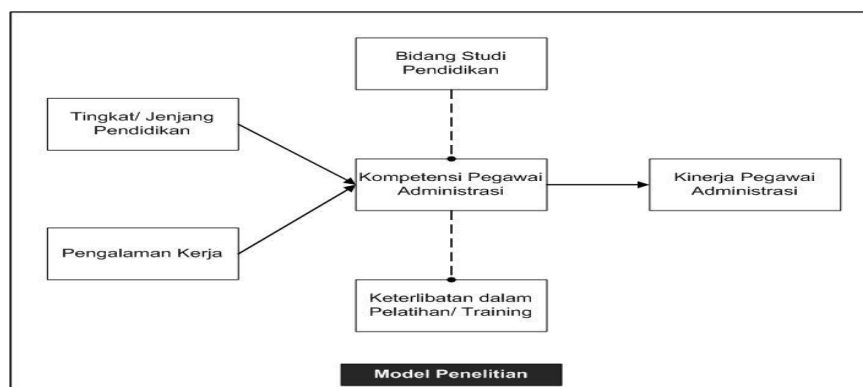 Bidang Studi
Pendidikan
Tingkat/ Jenjang
Pendidikan
Kompetensi Pegawai
Administrasi
Kinerja Pegawai
Administrasi
Pengalaman Kerja
Keterlibatan dalam
Pelatihan/ Training
Model Penelitian